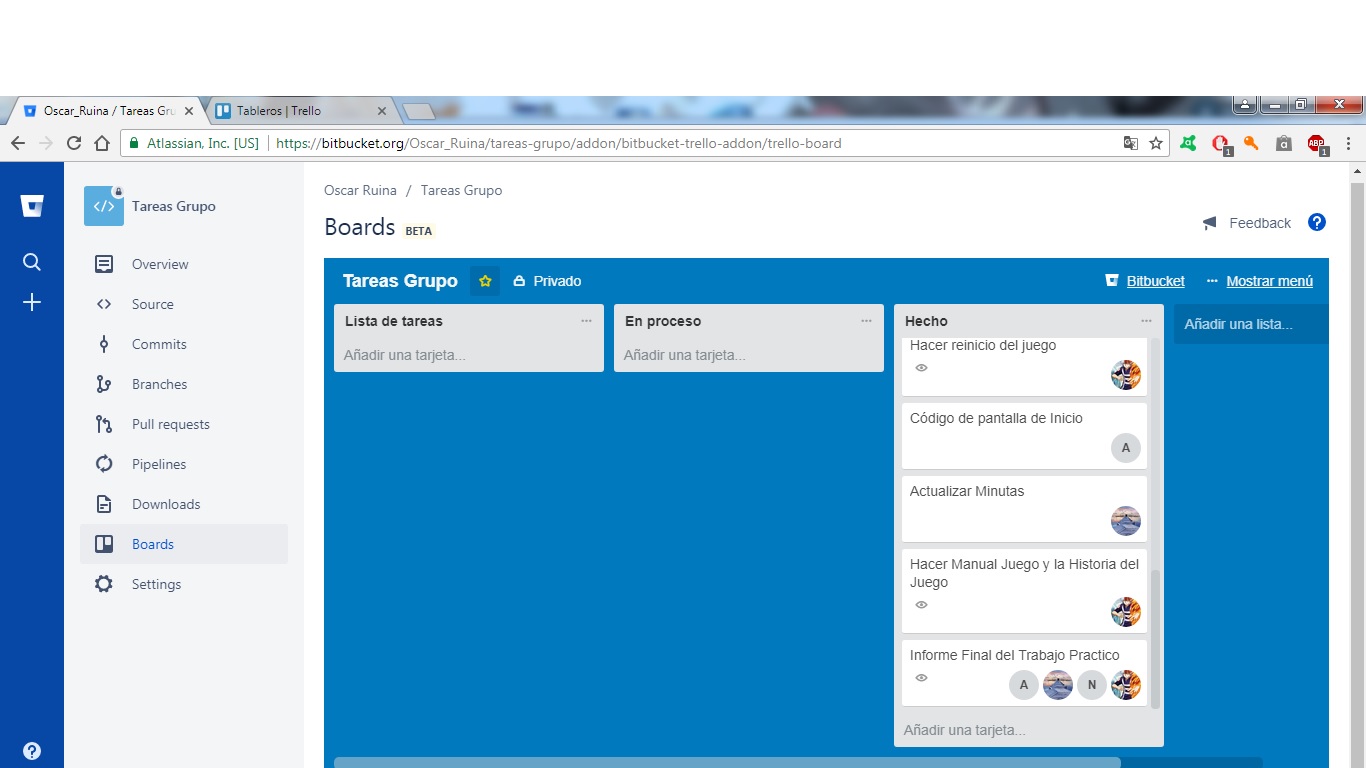 Oscar_Ruina / Tareas Gru
Tableros | Trello
Atlassian, Inc. [US]
https://bitbucket.org/Oscar_Ruina/tareas-grupo/addon/bitbucket-trello-addon/trello-board
1
a
ABP
1
Tareas Grupo
Overview
Source
Commits
Branches
Pull requests
Pipelines
Downloads
Boards
Settings
Oscar Ruina / Tareas Grupo
Boards BETA
Feedback
Tareas Grupo
Privado
Bitbucket
Mostrar menú
Lista de tareas
Añadir una tarjeta...
En proceso
Añadir una tarjeta...
Hecho
Hacer reinicio del juego
Código de pantalla de Inicio
A
Actualizar Minutas
Hacer Manual Juego y la Historia del
Juego
Informe Final del Trabajo Practico
A
N
Añadir una tarjeta...
Añadir una lista...